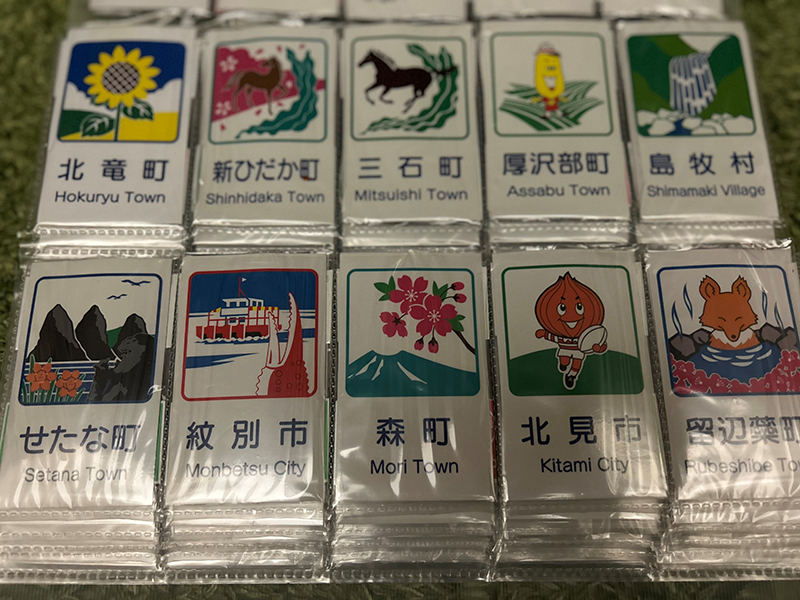 北竜町
Hokuryu Town
新ひだか町
Shinhidaka Town
三石町
Mitsuishi Town
厚沢部町
Assabu Town
島牧村
Shimamaki Village
せたな町
Setana Town
紋別市
Monbetsu City
森町
Mori Town
北見市
Kitami City
留辺蘂町
Rubeshibe To